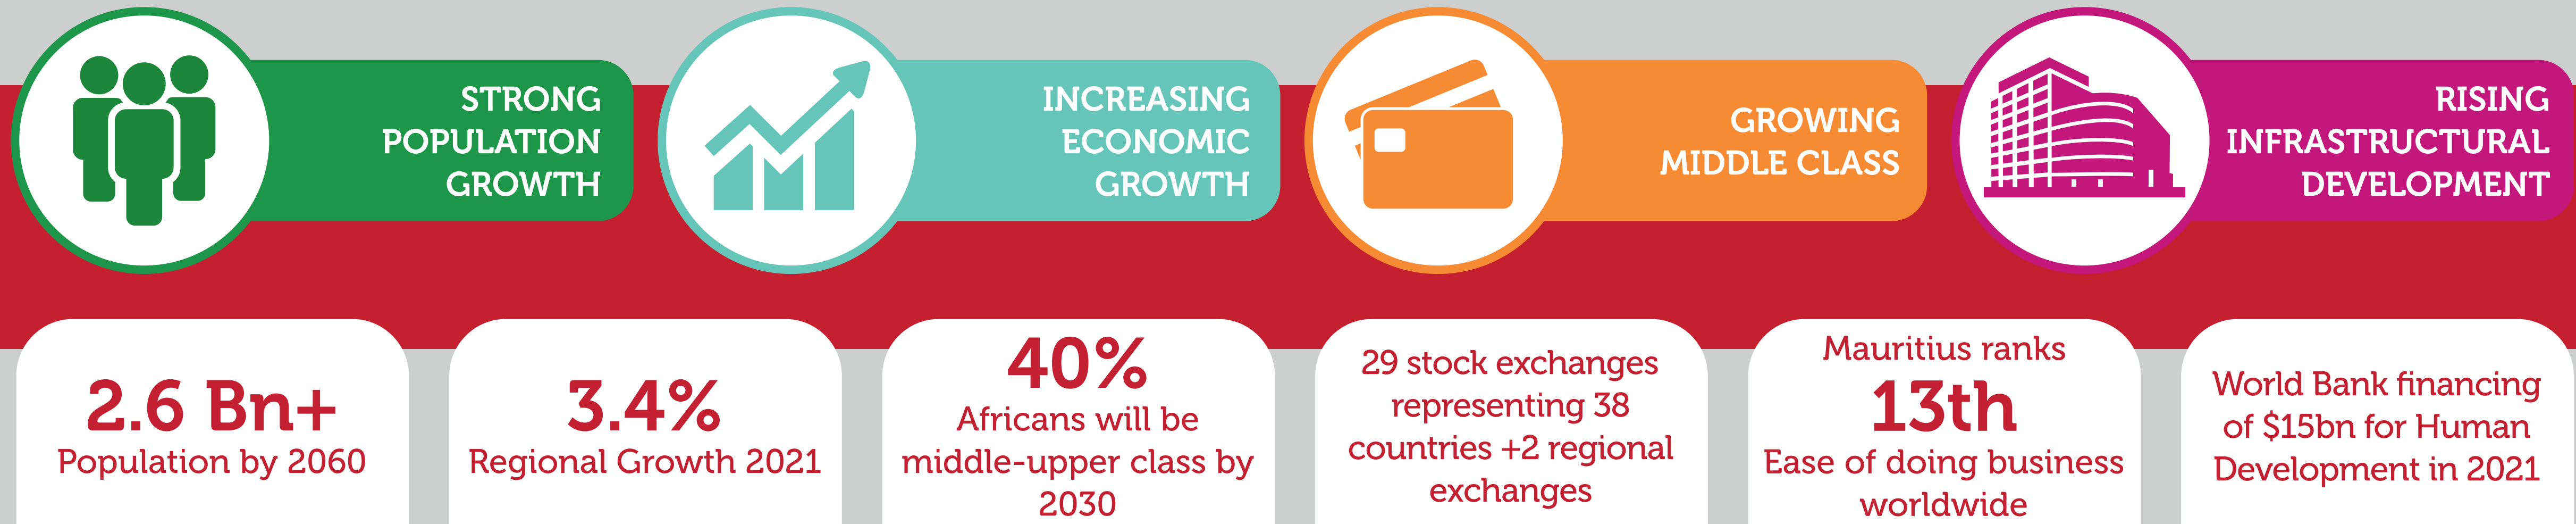 STRONG
POPULATION
GROWTH
INCREASING
ECONOMIC
GROWTH
GROWING
MIDDLE CLASS
RISING
INFRASTRUCTURAL
DEVELOPMENT
2.6 Bn+
Population by 2060
3.4%
Regional Growth 2021
40%
Africans will be
middle-upper class by
2030
29 stock exchanges
representing 38
countries +2 regional
exchanges
Mauritius ranks
13th
Ease of doing business
worldwide
World Bank financing
of $15bn for Human
Development in 2021